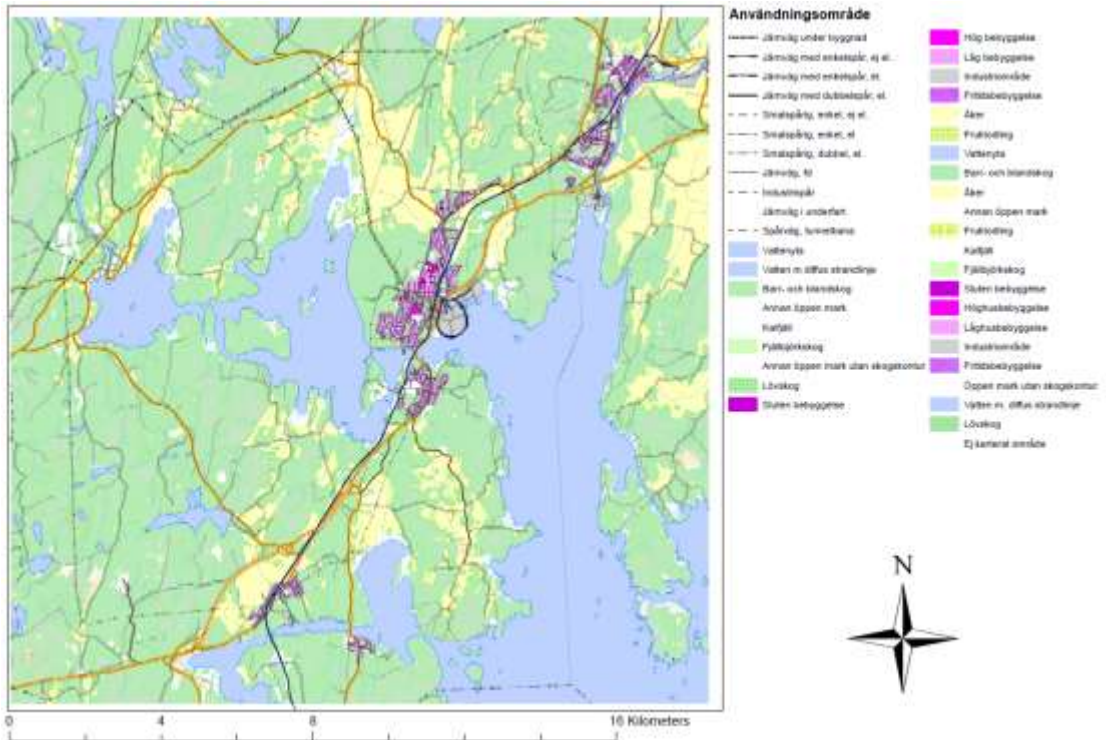 Användningsområde
Järnväg under byggnad
Järnväg med enkelspår, ej el.
Järnväg med enkelspår, el.
Järnväg med dubbelspår, el.
Smalspårig, enkel, ej el.
Smalspårig, enkel, el
Smalspårig, dubbel, el.
Järnväg,
Industrispår
Järnväg i underfart
Spårväg, tunnelbana
Vattenyta
Vatten m diffus strandlinje
Barr- och blandskog
Annan öppen mark
Kalfjäll
Fjällbjörkskog
Annan öppen mark utan skogskontur
Lövskog
Sluten bebyggelse
Hög bebyggelse
Låg bebyggelse
Industriområde
Fritidsbebyggelse
Åker
Fruktodling
Vattenyta
Barr- och blandskog
Åker
Annan öppen mark
Fruktodling
Kalfjäll
Fjällbjörkskog
Sluten bebyggelse
Höghusbebyggelse
Låghusbebyggelse
Industriområde
Fritidsbebyggelse
Öppen mark utan skogskontur
Vatten m. diffus strandlinje
Lövskog
Ej karterat område
N
0 4 8 16 Kilometers